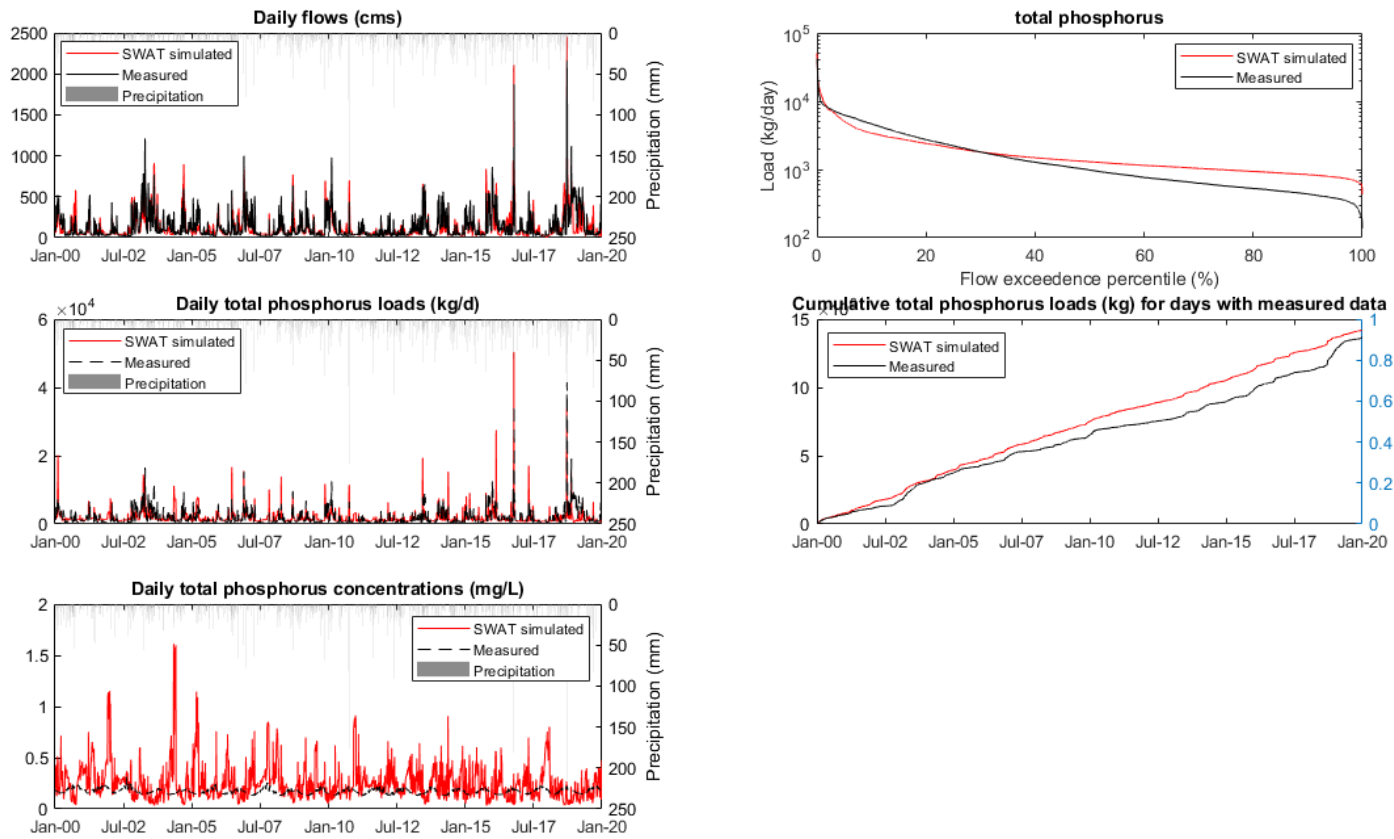 Daily flows (cms)
2500
2000
1500
1000
500
0
SWAT simulated
Measured
Precipitation
0
50
100
150
200
250
Precipitation (mm)
Jan-00 Jul-02 Jan-05 Jul-07 Jan-10 Jul-12 Jan-15 Jul-17 Jan-20
total phosphorus
10^5
10^4
10^3
10^2
Load (kg/day)
SWAT simulated
Measured
0 20 40 60 80 100
Flow exceedence percentile (%)
×10^4
Daily total phosphorus loads (kg/d)
6
4
2
0
SWAT simulated
Measured
Precipitation
0
50
100
150
200
250
Precipitation (mm)
Jan-00 Jul-02 Jan-05 Jul-07 Jan-10 Jul-12 Jan-15 Jul-17 Jan-20
Cumulative total phosphorus loads (kg) for days with measured data
15
10
5
0
SWAT simulated
Measured
1
0.8
0.6
0.4
0.2
0
Jan-00 Jul-02 Jan-05 Jul-07 Jan-10 Jul-12 Jan-15 Jul-17 Jan-20
Daily total phosphorus concentrations (mg/L)
2
1.5
1
0.5
0
SWAT simulated
Measured
Precipitation
0
50
100
150
200
250
Precipitation (mm)
Jan-00 Jul-02 Jan-05 Jul-07 Jan-10 Jul-12 Jan-15 Jul-17 Jan-20